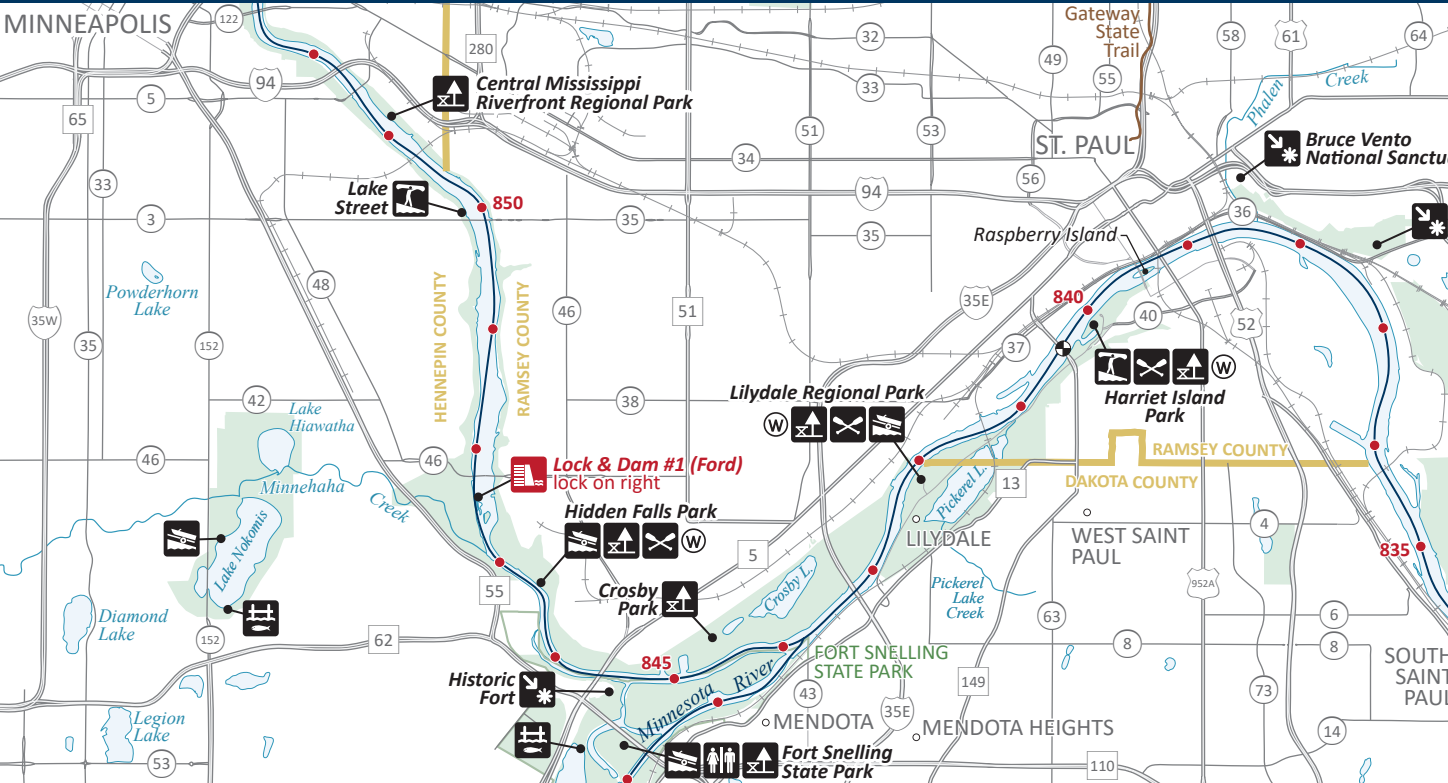 MINNEAPOLIS
122
280
32
Gateway
State
Trail
58
61
64
49
94
5
Central Mississippi
Riverfront Regional Park
33
55
Phalen
Creek
65
51
53
ST. PAUL
Bruce Vento
National Sanctu
34
33
Lake
Street
850
94
56
3
35
36
35
Raspberry Island
Powderhorn
Lake
48
HENNEPIN COUNTY
RAMSEY COUNTY
46
51
35E
840
40
52
35W
35
152
37
W
Harriet Island
Park
Lilydale Regional Park
W
42
38
Lake
Hiawatha
46
46
Minnehaha
Creek
Lock & Dam #1 (Ford)
lock on right
RAMSEY COUNTY
DAKOTA COUNTY
Pickerel L.
13
Hidden Falls Park
W
LILYDALE
WEST SAINT
PAUL
4
835
Lake Nokomis
5
Crosby L.
Crosby
Park
55
Pickerel
Lake
Creek
952A
Diamond
Lake
152
62
63
6
8
8
845
FORT SNELLING
STATE PARK
SOUTH
SAINT
PAUL
Historic
Fort
Minnesota
River
43
35E
149
73
Legion
Lake
MENDOTA
MENDOTA HEIGHTS
14
53
Fort Snelling
State Park
110